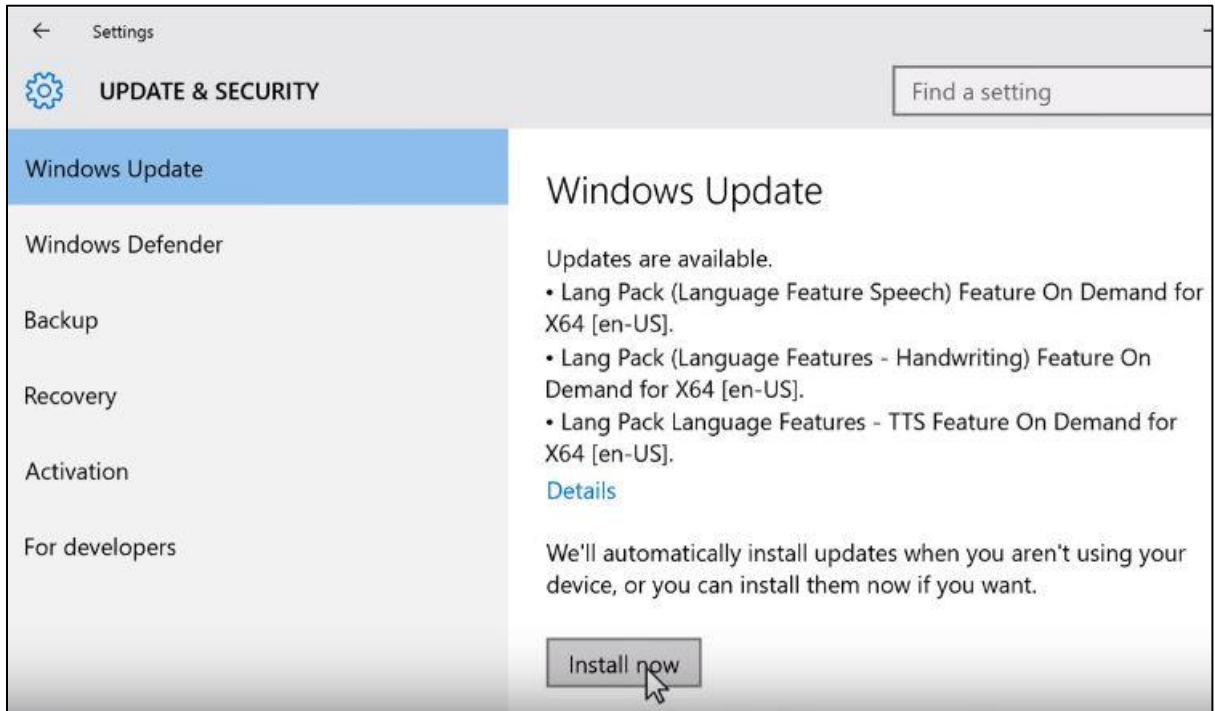 Settings
UPDATE & SECURITY
Find a setting
Windows Update
Windows Defender
Backup
Recovery
Activation
For developers
Windows Update
Updates are available.
• Lang Pack (Language Feature Speech) Feature On Demand for
X64 [en-US].
• Lang Pack (Language Features - Handwriting) Feature On
Demand for X64 [en-US].
• Lang Pack Language Features - TTS Feature On Demand for
X64 [en-US].
Details
We'll automatically install updates when you aren't using your
device, or you can install them now if you want.
Install now